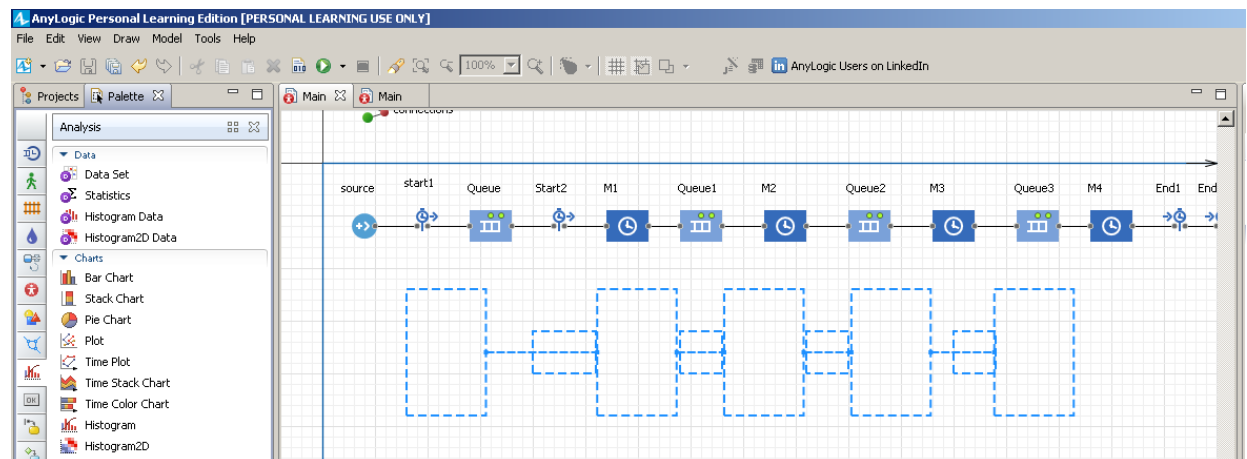 AnyLogic Personal Learning Edition [PERSONAL LEARNING USE ONLY]
File Edit View Draw Model Tools Help
100% AnyLogic Users on LinkedIn
Projects Palette Main Main
connections
Analysis
Data
Data Set
Statistics
Histogram Data
Histogram2D Data
Charts
Bar Chart
Stack Chart
Pie Chart
Plot
Time Plot
Time Stack Chart
Time Color Chart
Histogram
Histogram2D
source start1 Queue Start2 M1 Queue1 M2 Queue2 M3 Queue3 M4 End1 End